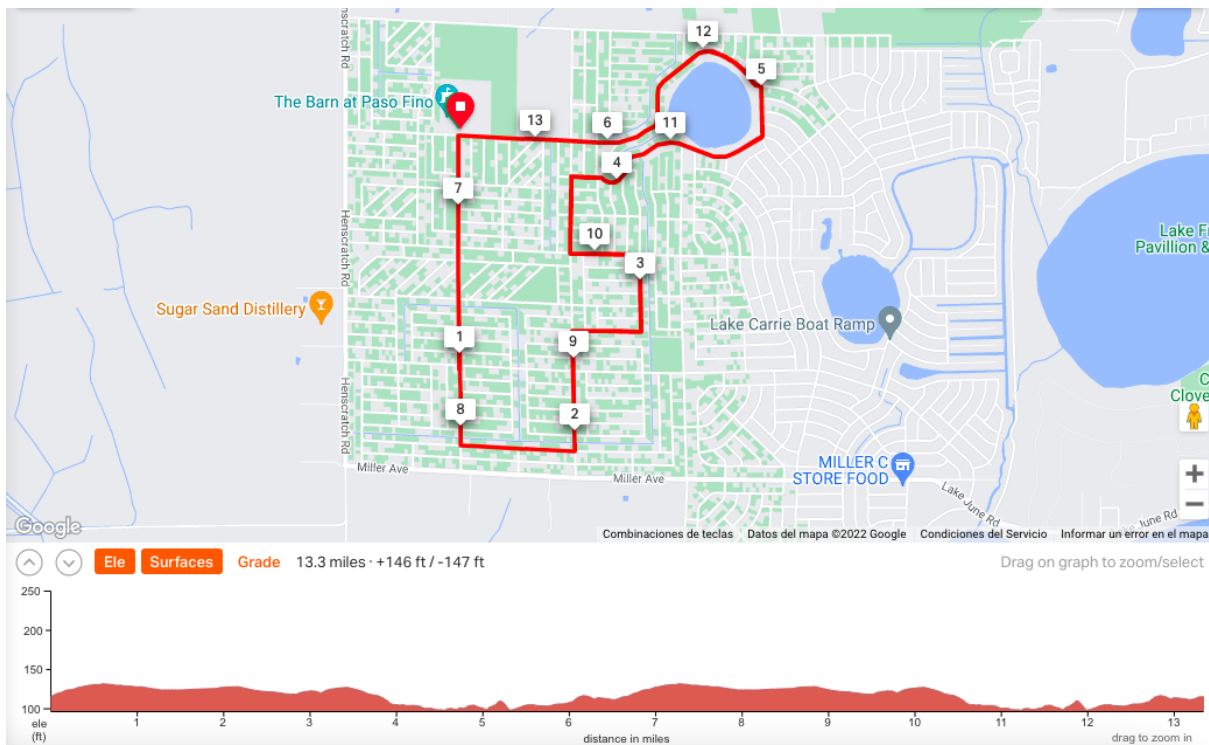 Henscratch Rd
12
5
The Barn at Paso Fino
13
6
11
4
7
Henscratch Rd
10
3
Lake Fr
Pavillion &
Sugar Sand Distillery
Lake Carrie Boat Ramp
1
9
Henscratch Rd
C
Clove
8
2
Miller Ave
Miller Ave
MILLER C
STORE FOOD
Lake June Rd
Lake June Rd
Google
Combinaciones de teclas Datos del mapa ©2022 Google Condiciones del Servicio Informar un error en el mapa
Ele Surfaces Grade 13.3 miles · +146 ft / -147 ft Drag on graph to zoom/select
250
200
150
100
ele
(ft)
1 2 3 4 5 6 7 8 9 10 11 12 13
distance in miles
drag to zoom in